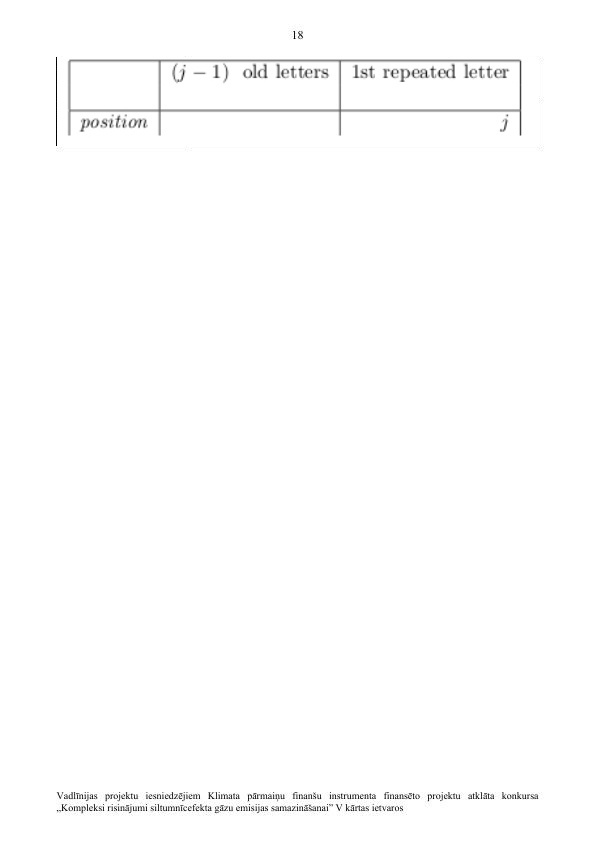 18
(j − 1) old letters 1st repeated letter
position j
Vadlīnijas projektu iesniedzējiem Klimata pārmaiņu finanšu instrumenta finansēto projektu atklāta konkursa
„Kompleksi risinājumi siltumnīcefekta gāzu emisijas samazināšanai” V kārtas ietvaros